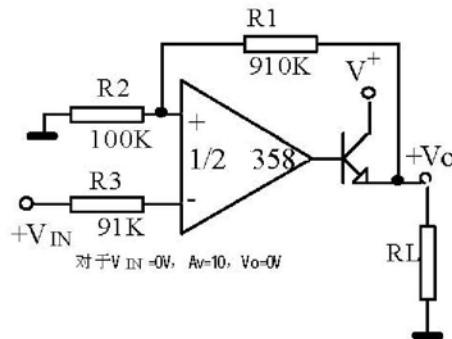 R1
910K
V+
R2
100K
+
1/2 358
+Vo
R3
91K
-
+VIN
RL
对于V IN =0V, Av=10, Vo=0V